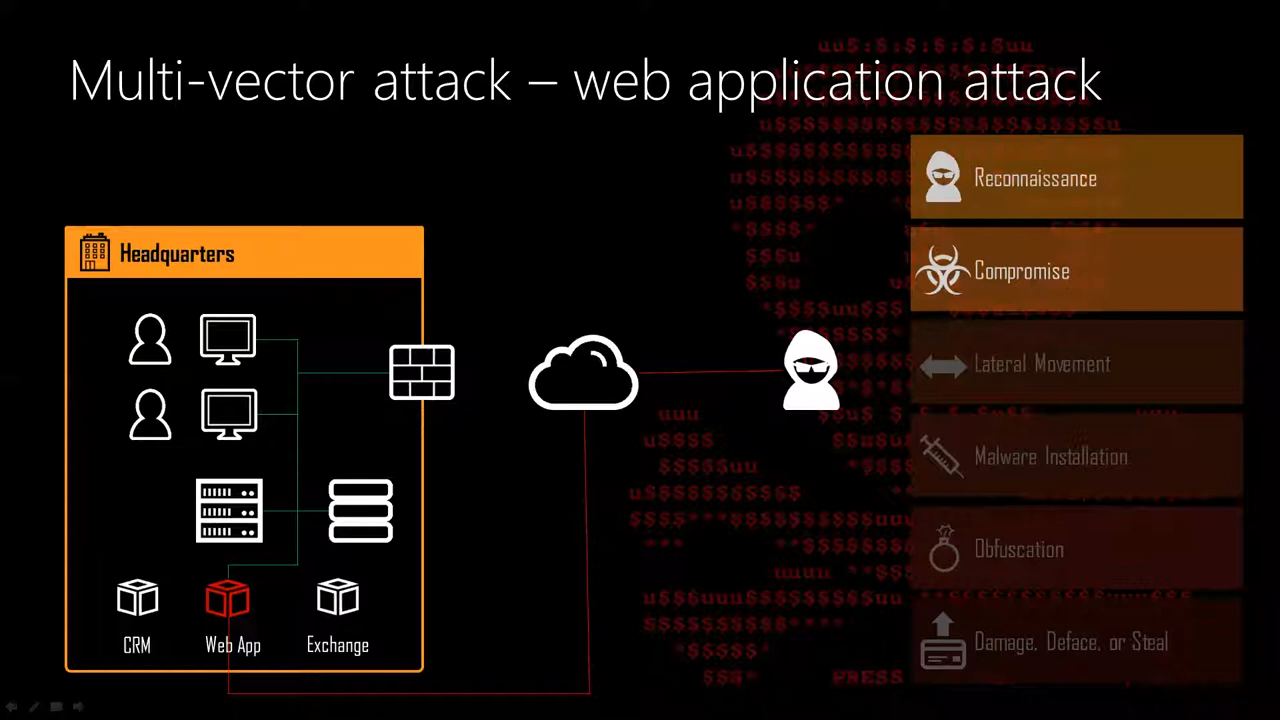 Multi-vector attack – web application attack
Headquarters
CRM
Web App
Exchange
Reconnaissance
Compromise
Lateral Movement
Malware Installation
Obfuscation
Damage, Deface, or Steal
PRESS